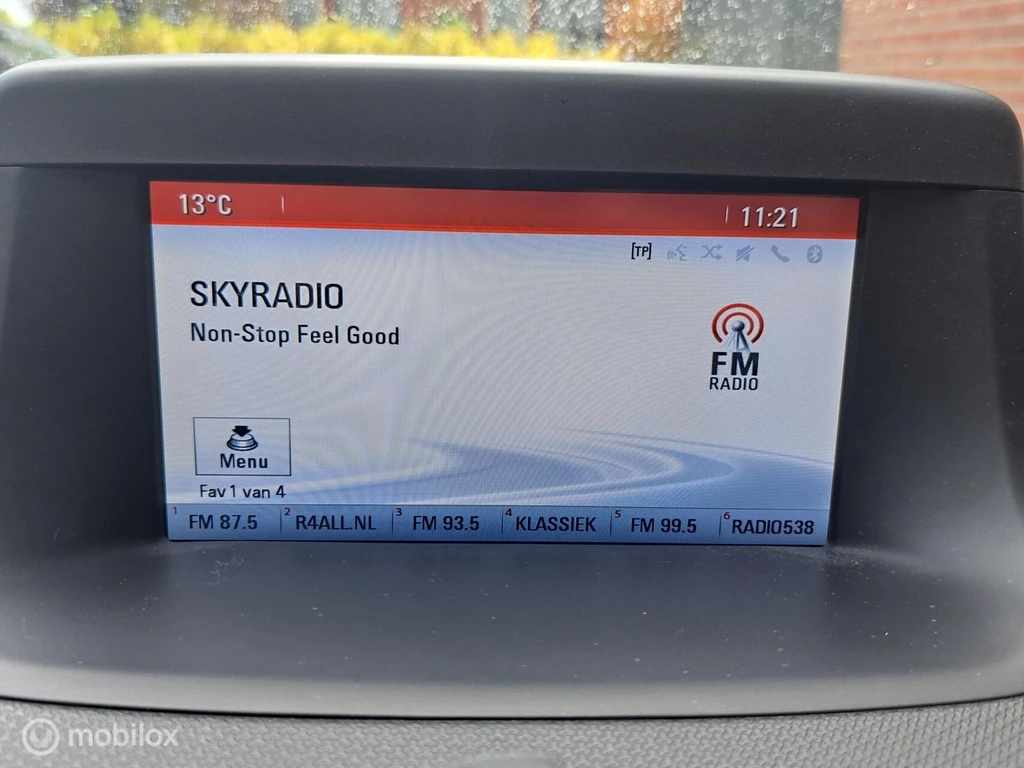 13°C 11:21
[TP]
SKYRADIO
Non-Stop Feel Good
FM
RADIO
Menu
Fav 1 van 4
1 FM 87.5 2 R4ALL.NL 3 FM 93.5 4 KLASSIEK 5 FM 99.5 6 RADIO538
mobilox